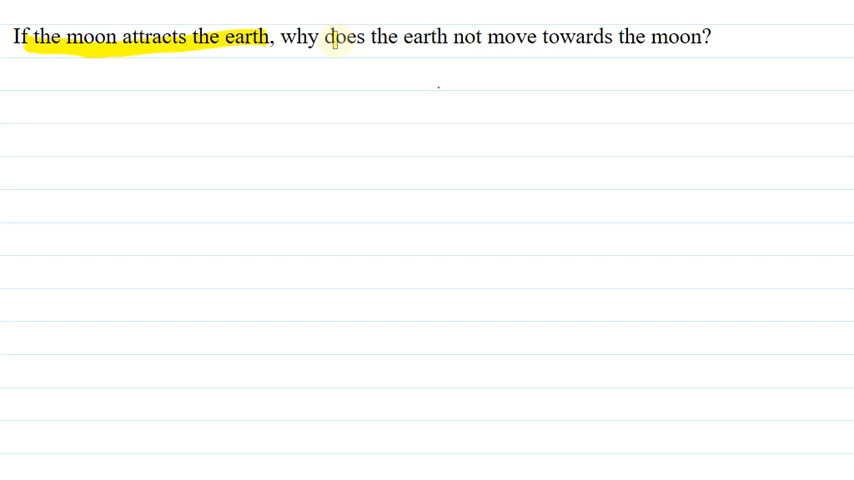 If the moon attracts the earth, why does the earth not move towards the moon?